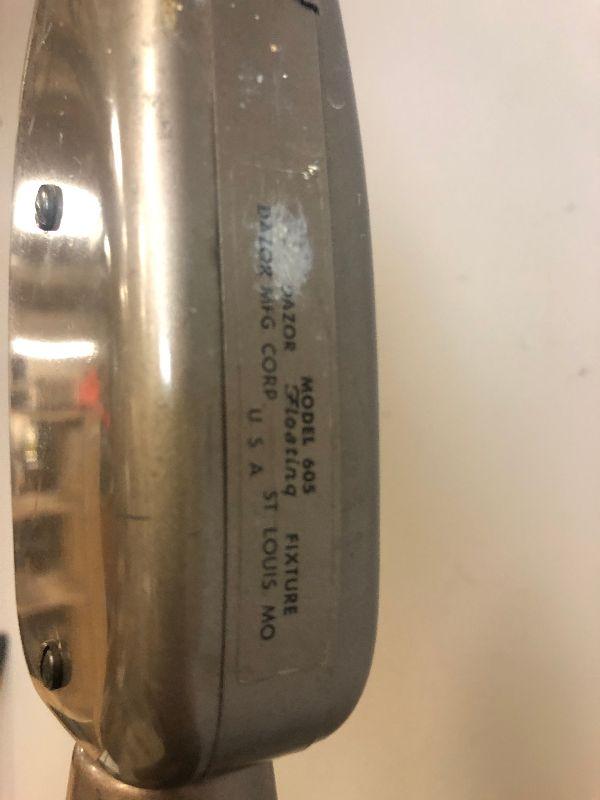 MODEL 605
DAZOR Floating FIXTURE
DAZOR MFG CORP ST LOUIS MO
U S A